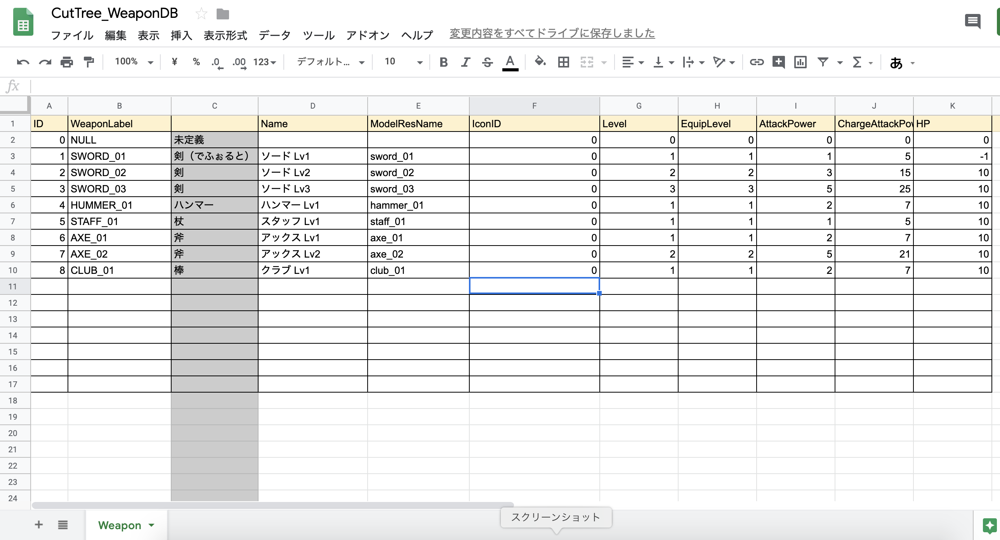 CutTree_WeaponDB
ファイル 編集 表示 挿入 表示形式 データ ツール アドオン ヘルプ 変更内容をすべてドライブに保存しました
100% ¥ % .0 .00 123 デフォルト... 10 B I S A Σ あ
fx
A B C D E F G H I J K
1 ID WeaponLabel Name ModelResName IconID Level EquipLevel AttackPower ChargeAttackPow HP
2 0 NULL 未定義 0 0 0 0 0 0
3 1 SWORD_01 剣（でふぉると） ソード Lv1 sword_01 0 1 1 1 5 -1
4 2 SWORD_02 剣 ソード Lv2 sword_02 0 2 2 3 15 10
5 3 SWORD_03 剣 ソード Lv3 sword_03 0 3 3 5 25 10
6 4 HUMMER_01 ハンマー ハンマー Lv1 hammer_01 0 1 1 2 7 10
7 5 STAFF_01 杖 スタッフ Lv1 staff_01 0 1 1 1 5 10
8 6 AXE_01 斧 アックス Lv1 axe_01 0 1 1 2 7 10
9 7 AXE_02 斧 アックス Lv2 axe_02 0 2 2 5 21 10
10 8 CLUB_01 棒 クラブ Lv1 club_01 0 1 1 2 7 10
11
12
13
14
15
16
17
18
19
20
21
22
23
24
スクリーンショット
Weapon